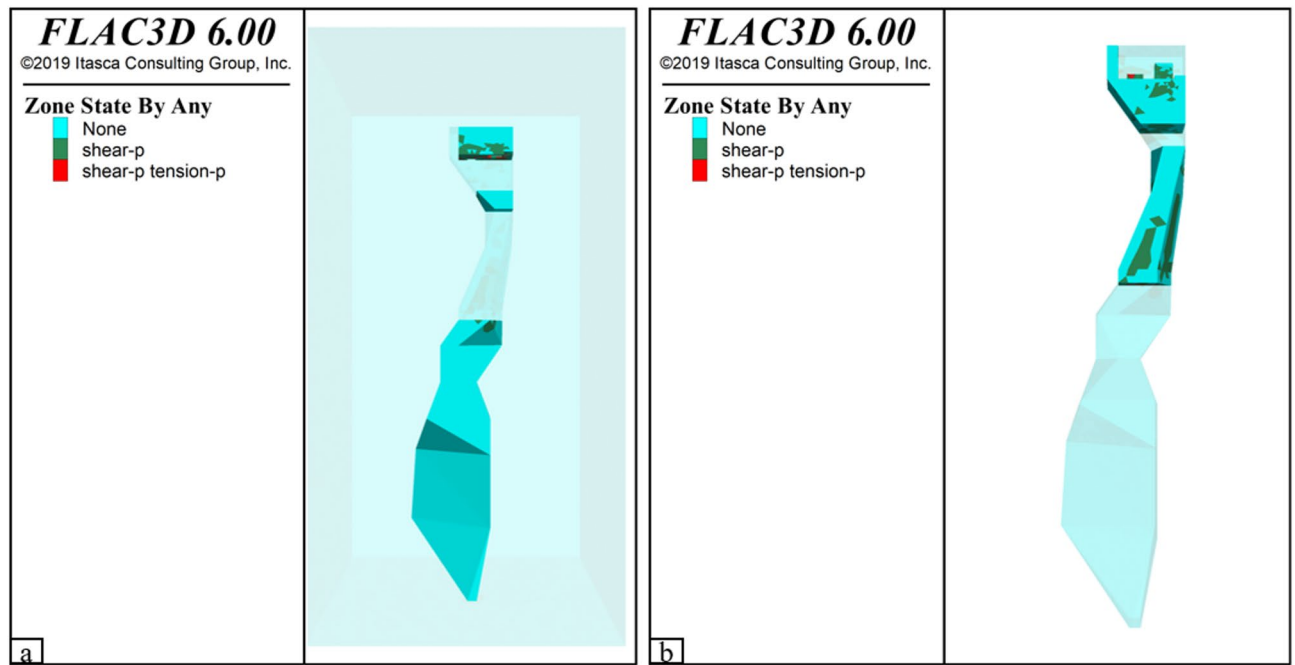 FLAC3D 6.00
©2019 Itasca Consulting Group, Inc.
Zone State By Any
None
shear-p
shear-p tension-p
a
FLAC3D 6.00
©2019 Itasca Consulting Group, Inc.
Zone State By Any
None
shear-p
shear-p tension-p
b